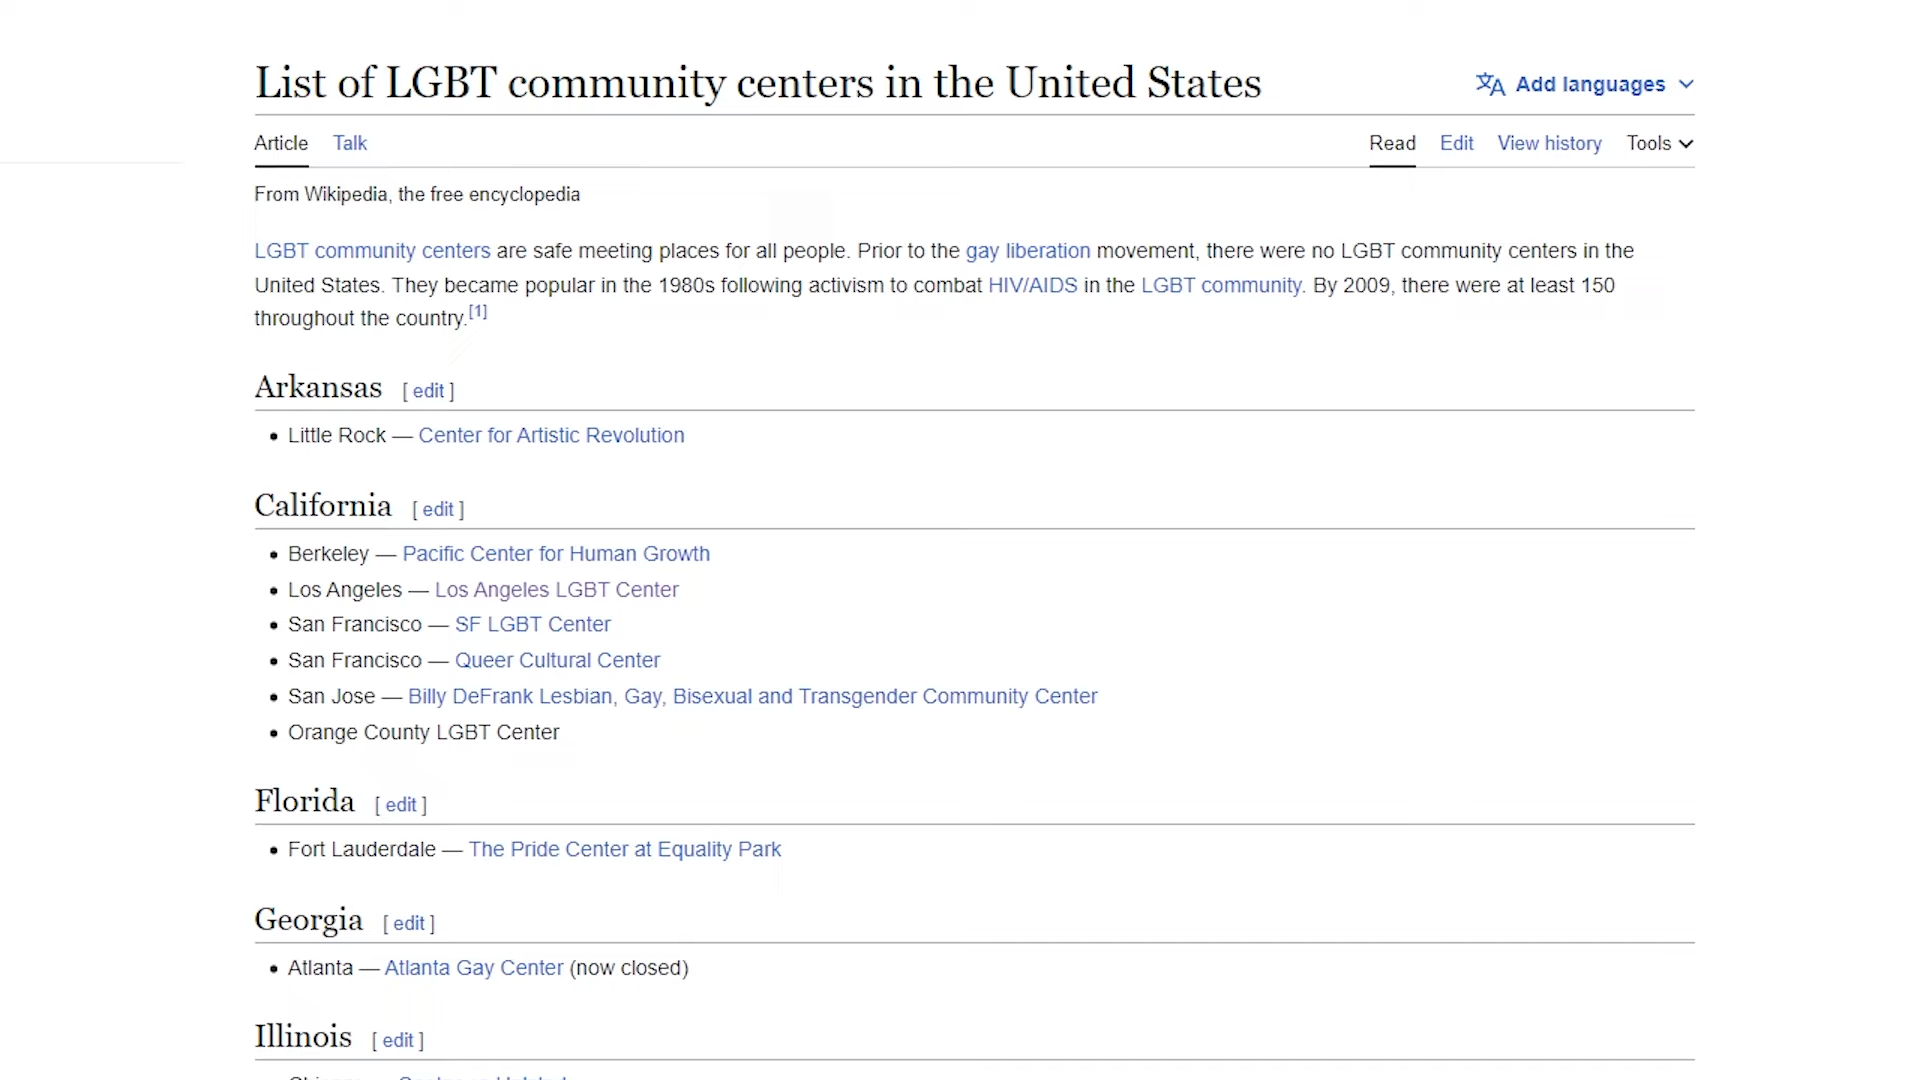 List of LGBT community centers in the United States
Add languages
Article Talk
Read Edit View history Tools
From Wikipedia, the free encyclopedia
LGBT community centers are safe meeting places for all people. Prior to the gay liberation movement, there were no LGBT community centers in the
United States. They became popular in the 1980s following activism to combat HIV/AIDS in the LGBT community. By 2009, there were at least 150
throughout the country.[1]
Arkansas [ edit ]
• Little Rock — Center for Artistic Revolution
California [ edit ]
• Berkeley — Pacific Center for Human Growth
• Los Angeles — Los Angeles LGBT Center
• San Francisco — SF LGBT Center
• San Francisco — Queer Cultural Center
• San Jose — Billy DeFrank Lesbian, Gay, Bisexual and Transgender Community Center
• Orange County LGBT Center
Florida [ edit ]
• Fort Lauderdale — The Pride Center at Equality Park
Georgia [ edit ]
• Atlanta — Atlanta Gay Center (now closed)
Illinois [ edit ]